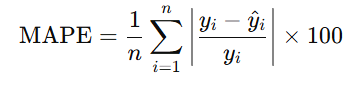 MAPE = \frac{1}{n} \sum_{i=1}^{n} \left| \frac{y_i - \hat{y}_i}{y_i} \right| \times 100